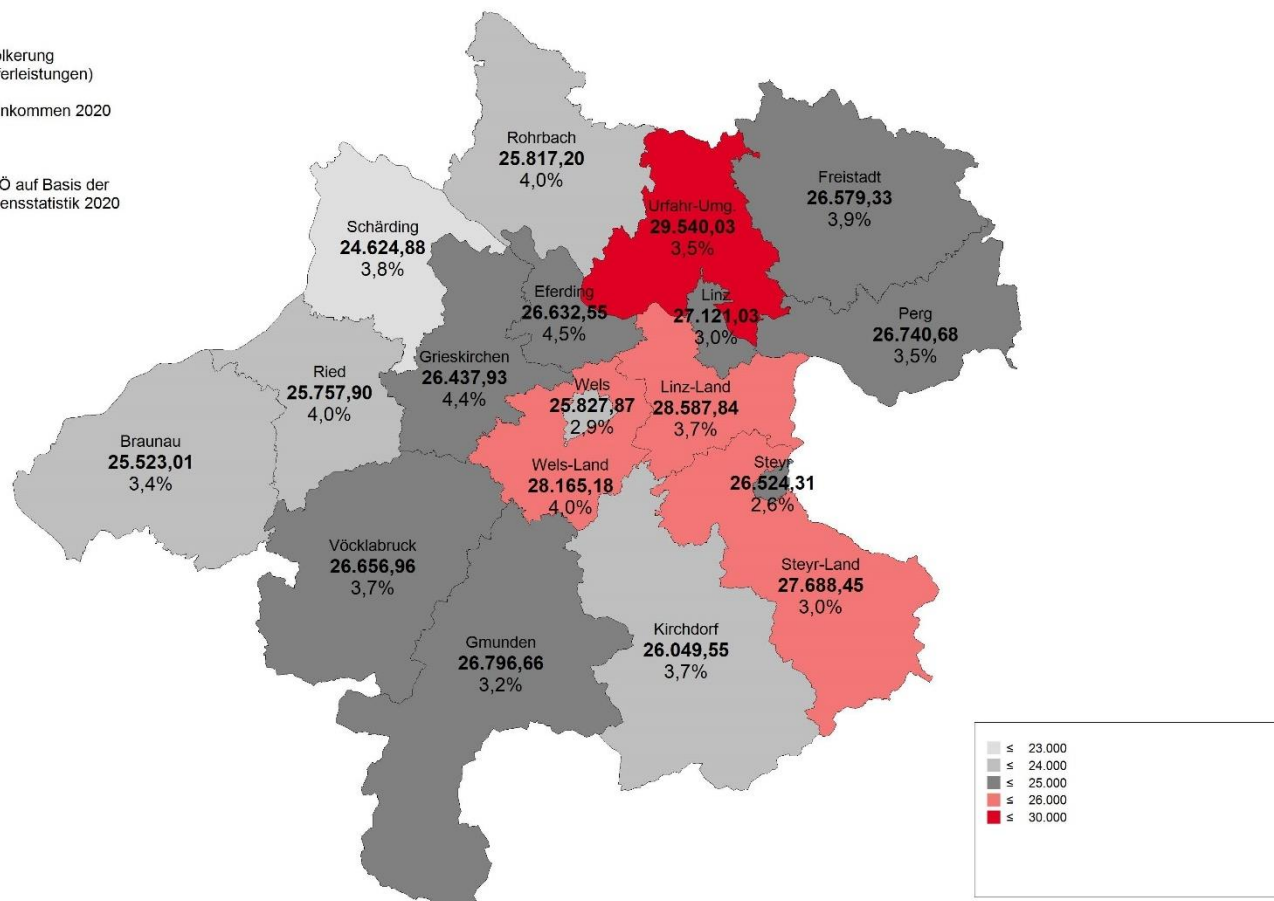 lkerung
ferleistungen)
nkommen 2020
Ö auf Basis der
ensstatistik 2020
Rohrbach
25.817,20
4,0%
Freistadt
26.579,33
3,9%
Urfahr-Umg.
29.540,03
3,5%
Schärding
24.624,88
3,8%
Eferding
26.632,55
4,5%
Linz
27.121,03
3,0%
Perg
26.740,68
3,5%
Grieskirchen
26.437,93
4,4%
Ried
25.757,90
4,0%
Wels
25.827,87
2,9%
Linz-Land
28.587,84
3,7%
Braunau
25.523,01
3,4%
Wels-Land
28.165,18
4,0%
Steyr
26.524,31
2,6%
Vöcklabruck
26.656,96
3,7%
Steyr-Land
27.688,45
3,0%
Gmunden
26.796,66
3,2%
Kirchdorf
26.049,55
3,7%
≤ 23.000
≤ 24.000
≤ 25.000
≤ 26.000
≤ 30.000